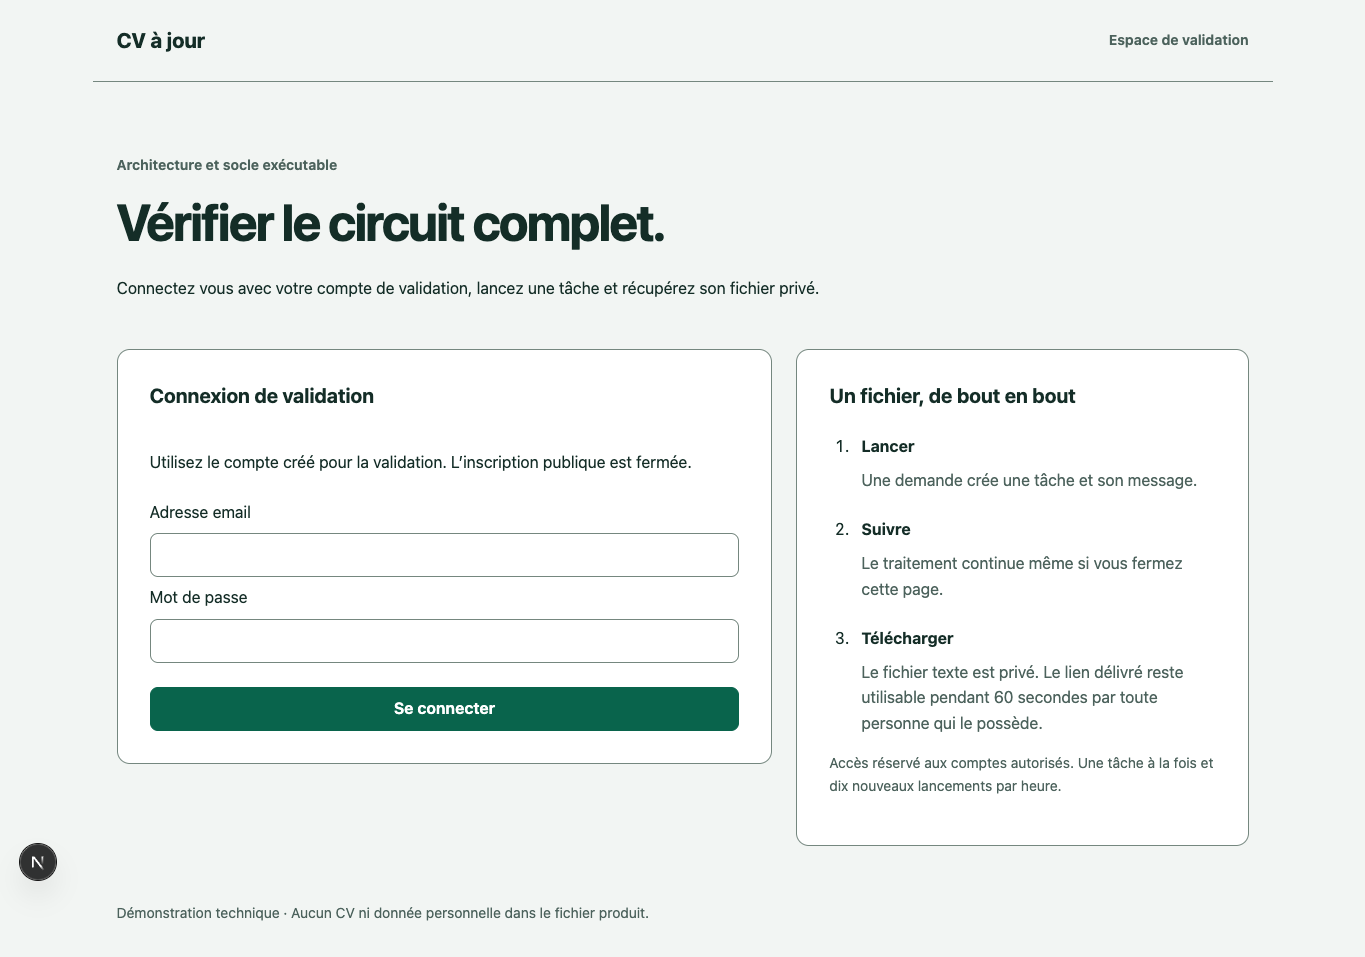 CV à jour
Espace de validation
Architecture et socle exécutable
Vérifier le circuit complet.
Connectez vous avec votre compte de validation, lancez une tâche et récupérez son fichier privé.
Connexion de validation
Utilisez le compte créé pour la validation. L’inscription publique est fermée.
Adresse email
Mot de passe
Se connecter
Un fichier, de bout en bout
1. Lancer
Une demande crée une tâche et son message.
2. Suivre
Le traitement continue même si vous fermez
cette page.
3. Télécharger
Le fichier texte est privé. Le lien délivré reste
utilisable pendant 60 secondes par toute
personne qui le possède.
Accès réservé aux comptes autorisés. Une tâche à la fois et
dix nouveaux lancements par heure.
N
Démonstration technique · Aucun CV ni donnée personnelle dans le fichier produit.